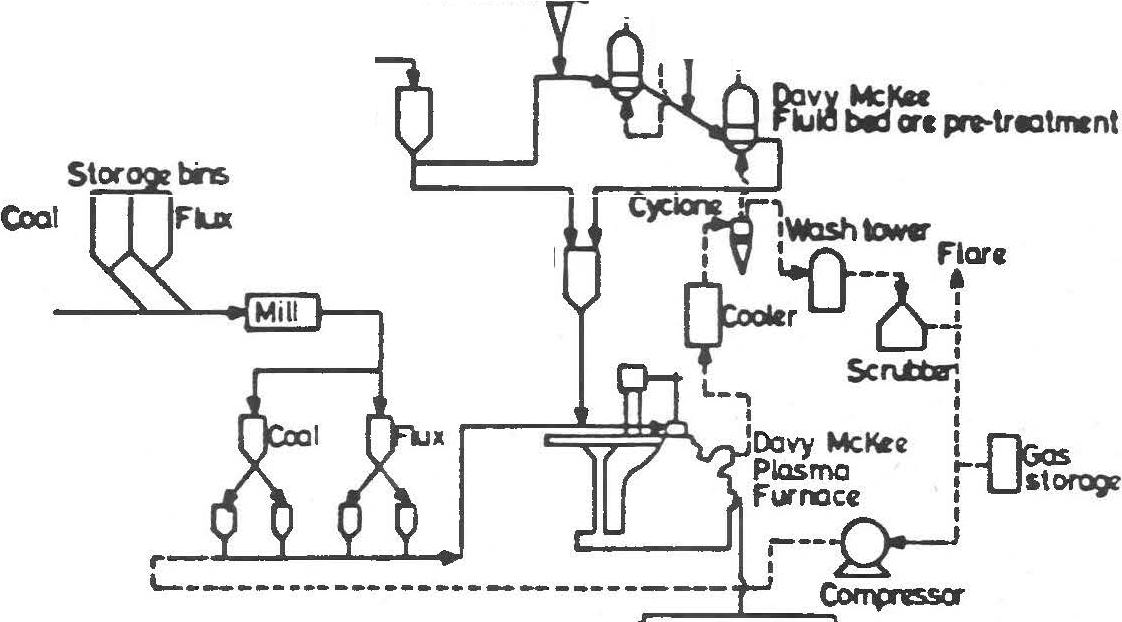 Davy McKee
Fluid bed ore pre-treatment
Storage bins
Coal
Flux
Cyclone
Wash tower
Flare
Mill
Cooler
Scrubber
Coal
Flux
Davy McKee
Plasma
Furnace
Gas
storage
Compressor